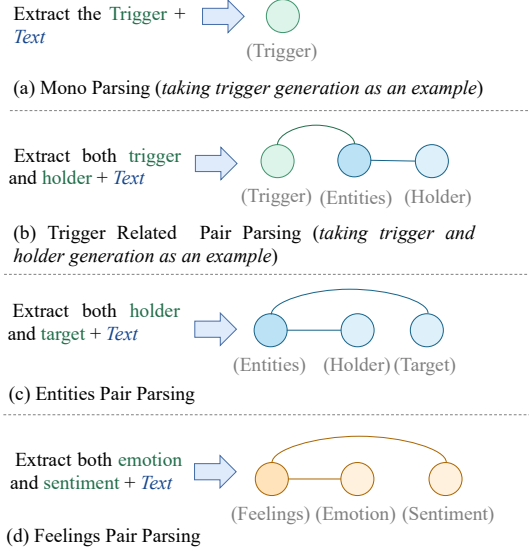 Extract the Trigger +
Text
(Trigger)
(a) Mono Parsing (taking trigger generation as an example)
Extract both trigger
and holder + Text
(Trigger) (Entities) (Holder)
(b) Trigger Related Pair Parsing (taking trigger and
holder generation as an example)
Extract both holder
and target + Text
(Entities) (Holder) (Target)
(c) Entities Pair Parsing
Extract both emotion
and sentiment + Text
(Feelings) (Emotion) (Sentiment)
(d) Feelings Pair Parsing